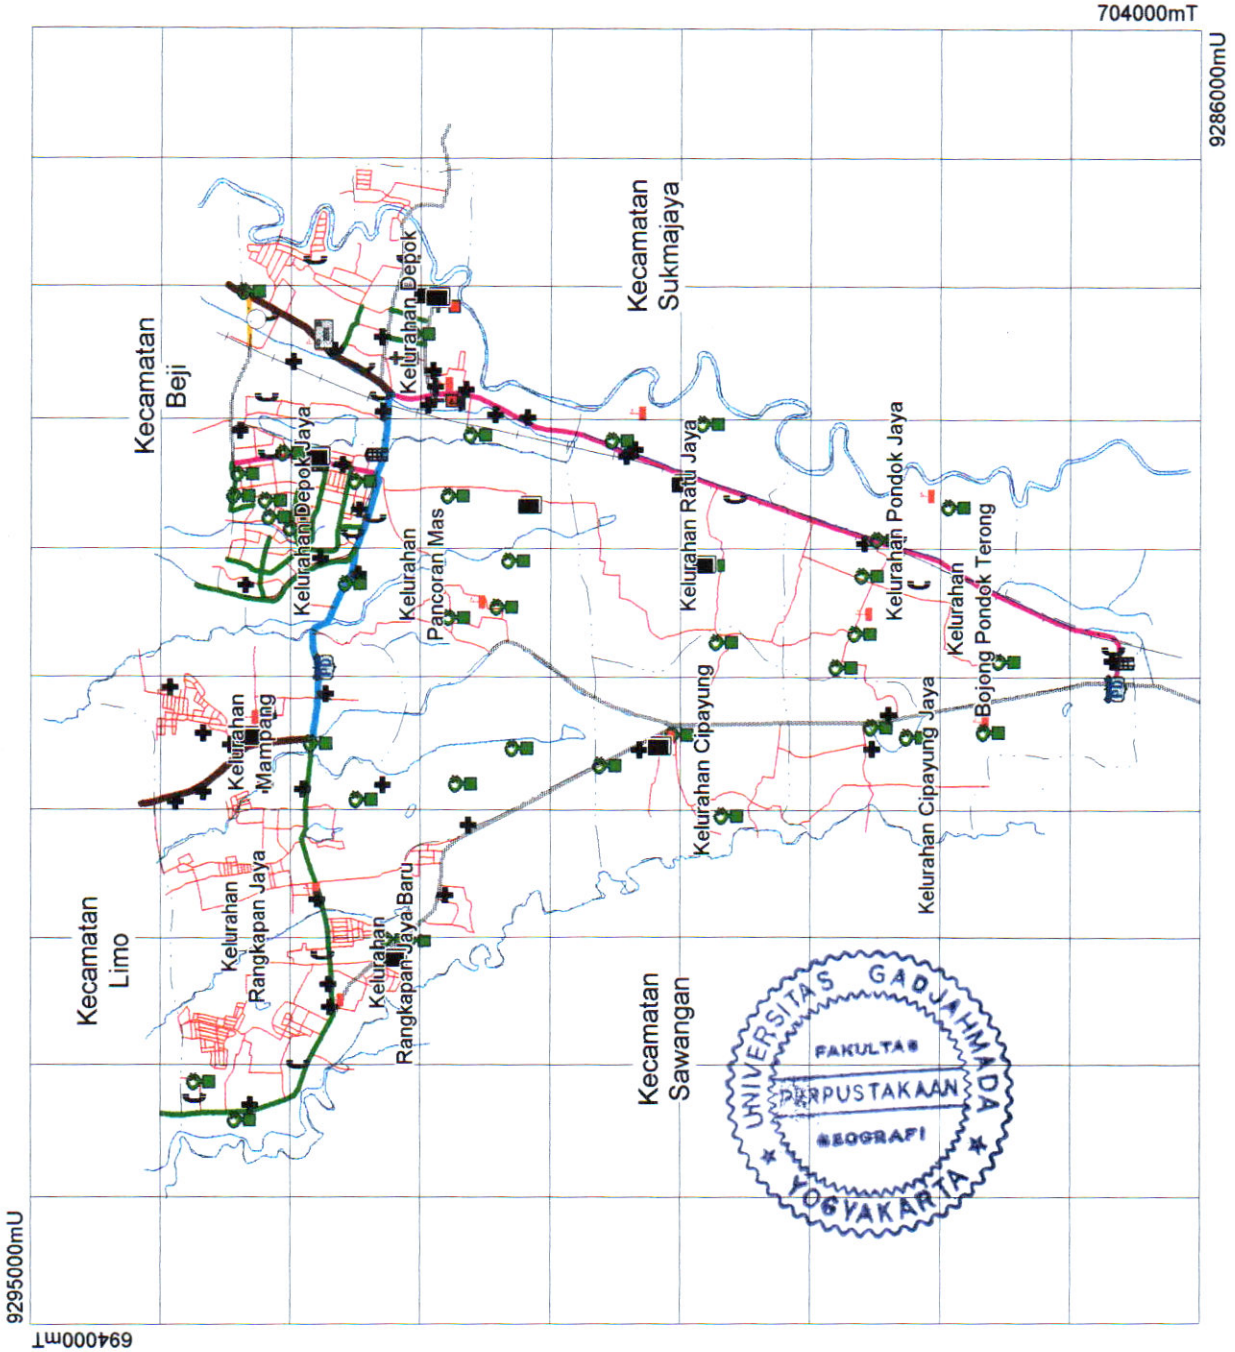 704000mT
9286000mU
Kecamatan
Beji
Kecamatan
Sukmajaya
Kelurahan Depok
Kelurahan Depok Jaya
Kelurahan
Pancoran Mas
Kelurahan Ratu Jaya
Kelurahan Pondok Jaya
Kelurahan
Bojong Pondok Terong
Kelurahan
Mampang
Kelurahan Cipayung
Kelurahan Cipayung Jaya
Kecamatan
Limo
Kelurahan
Rangkapan Jaya
Kelurahan
Rangkapan Jaya Baru
Kecamatan
Sawangan
UNIVERSITAS GADJAHMADA
FAKULTAS
PERPUSTAKAAN
GEOGRAFI
YOGYAKARTA
9295000mU
694000mT